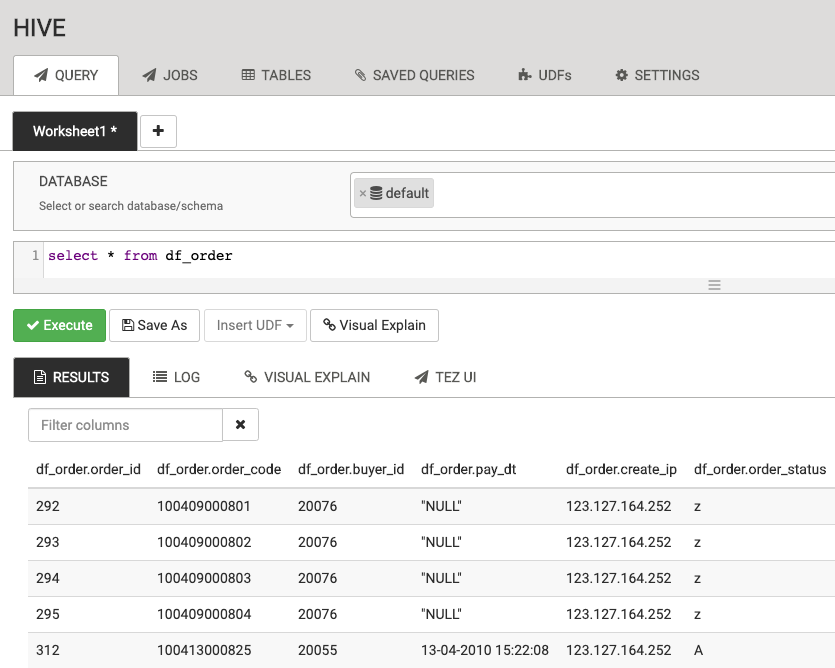 HIVE
QUERY JOBS TABLES SAVED QUERIES UDFs SETTINGS
Worksheet1 * +
DATABASE
Select or search database/schema
× default
1 select * from df_order
Execute Save As Insert UDF Visual Explain
RESULTS LOG VISUAL EXPLAIN TEZ UI
Filter columns ×
df_order.order_id df_order.order_code df_order.buyer_id df_order.pay_dt df_order.create_ip df_order.order_status
292 100409000801 20076 "NULL" 123.127.164.252 z
293 100409000802 20076 "NULL" 123.127.164.252 z
294 100409000803 20076 "NULL" 123.127.164.252 z
295 100409000804 20076 "NULL" 123.127.164.252 z
312 100413000825 20055 13-04-2010 15:22:08 123.127.164.252 A